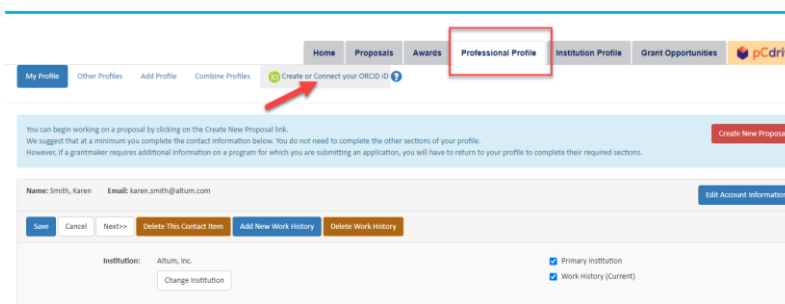 Home Proposals Awards Professional Profile Institution Profile Grant Opportunities pCdri
My Profile Other Profiles Add Profile Combine Profiles iD Create or Connect your ORCID iD ?
You can begin working on a proposal by clicking on the Create New Proposal link.
We suggest that at a minimum you complete the contact information below. You do not need to complete the other sections of your profile.
However, if a grantmaker requires additional information on a program for which you are submitting an application, you will have to return to your profile to complete their required sections.
Create New Proposa
Name: Smith, Karen Email: karen.smith@altum.com
Edit Account Information
Save Cancel Next>> Delete This Contact Item Add New Work History Delete Work History
Institution: Altum, Inc. Primary Institution
Change Institution Work History (Current)